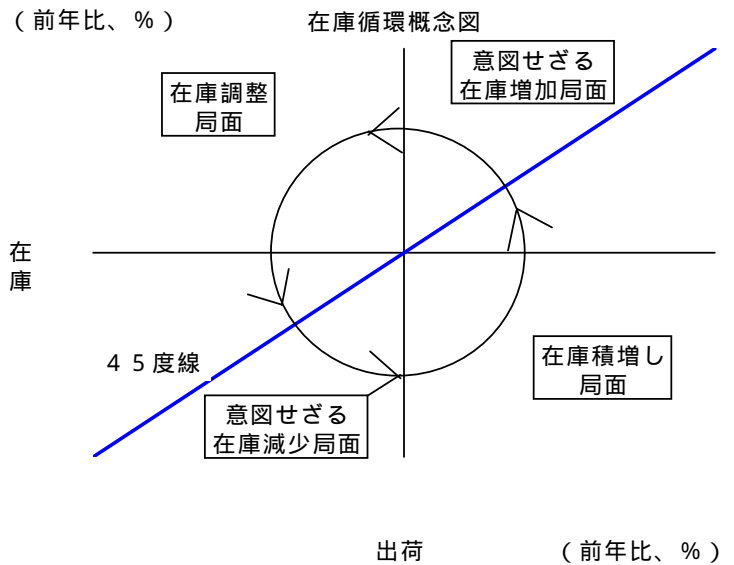 (前年比、%)
在庫循環概念図
意図せざる
在庫増加局面
在庫調整
局面
在
庫
45度線
在庫積増し
局面
意図せざる
在庫減少局面
出荷
(前年比、%)